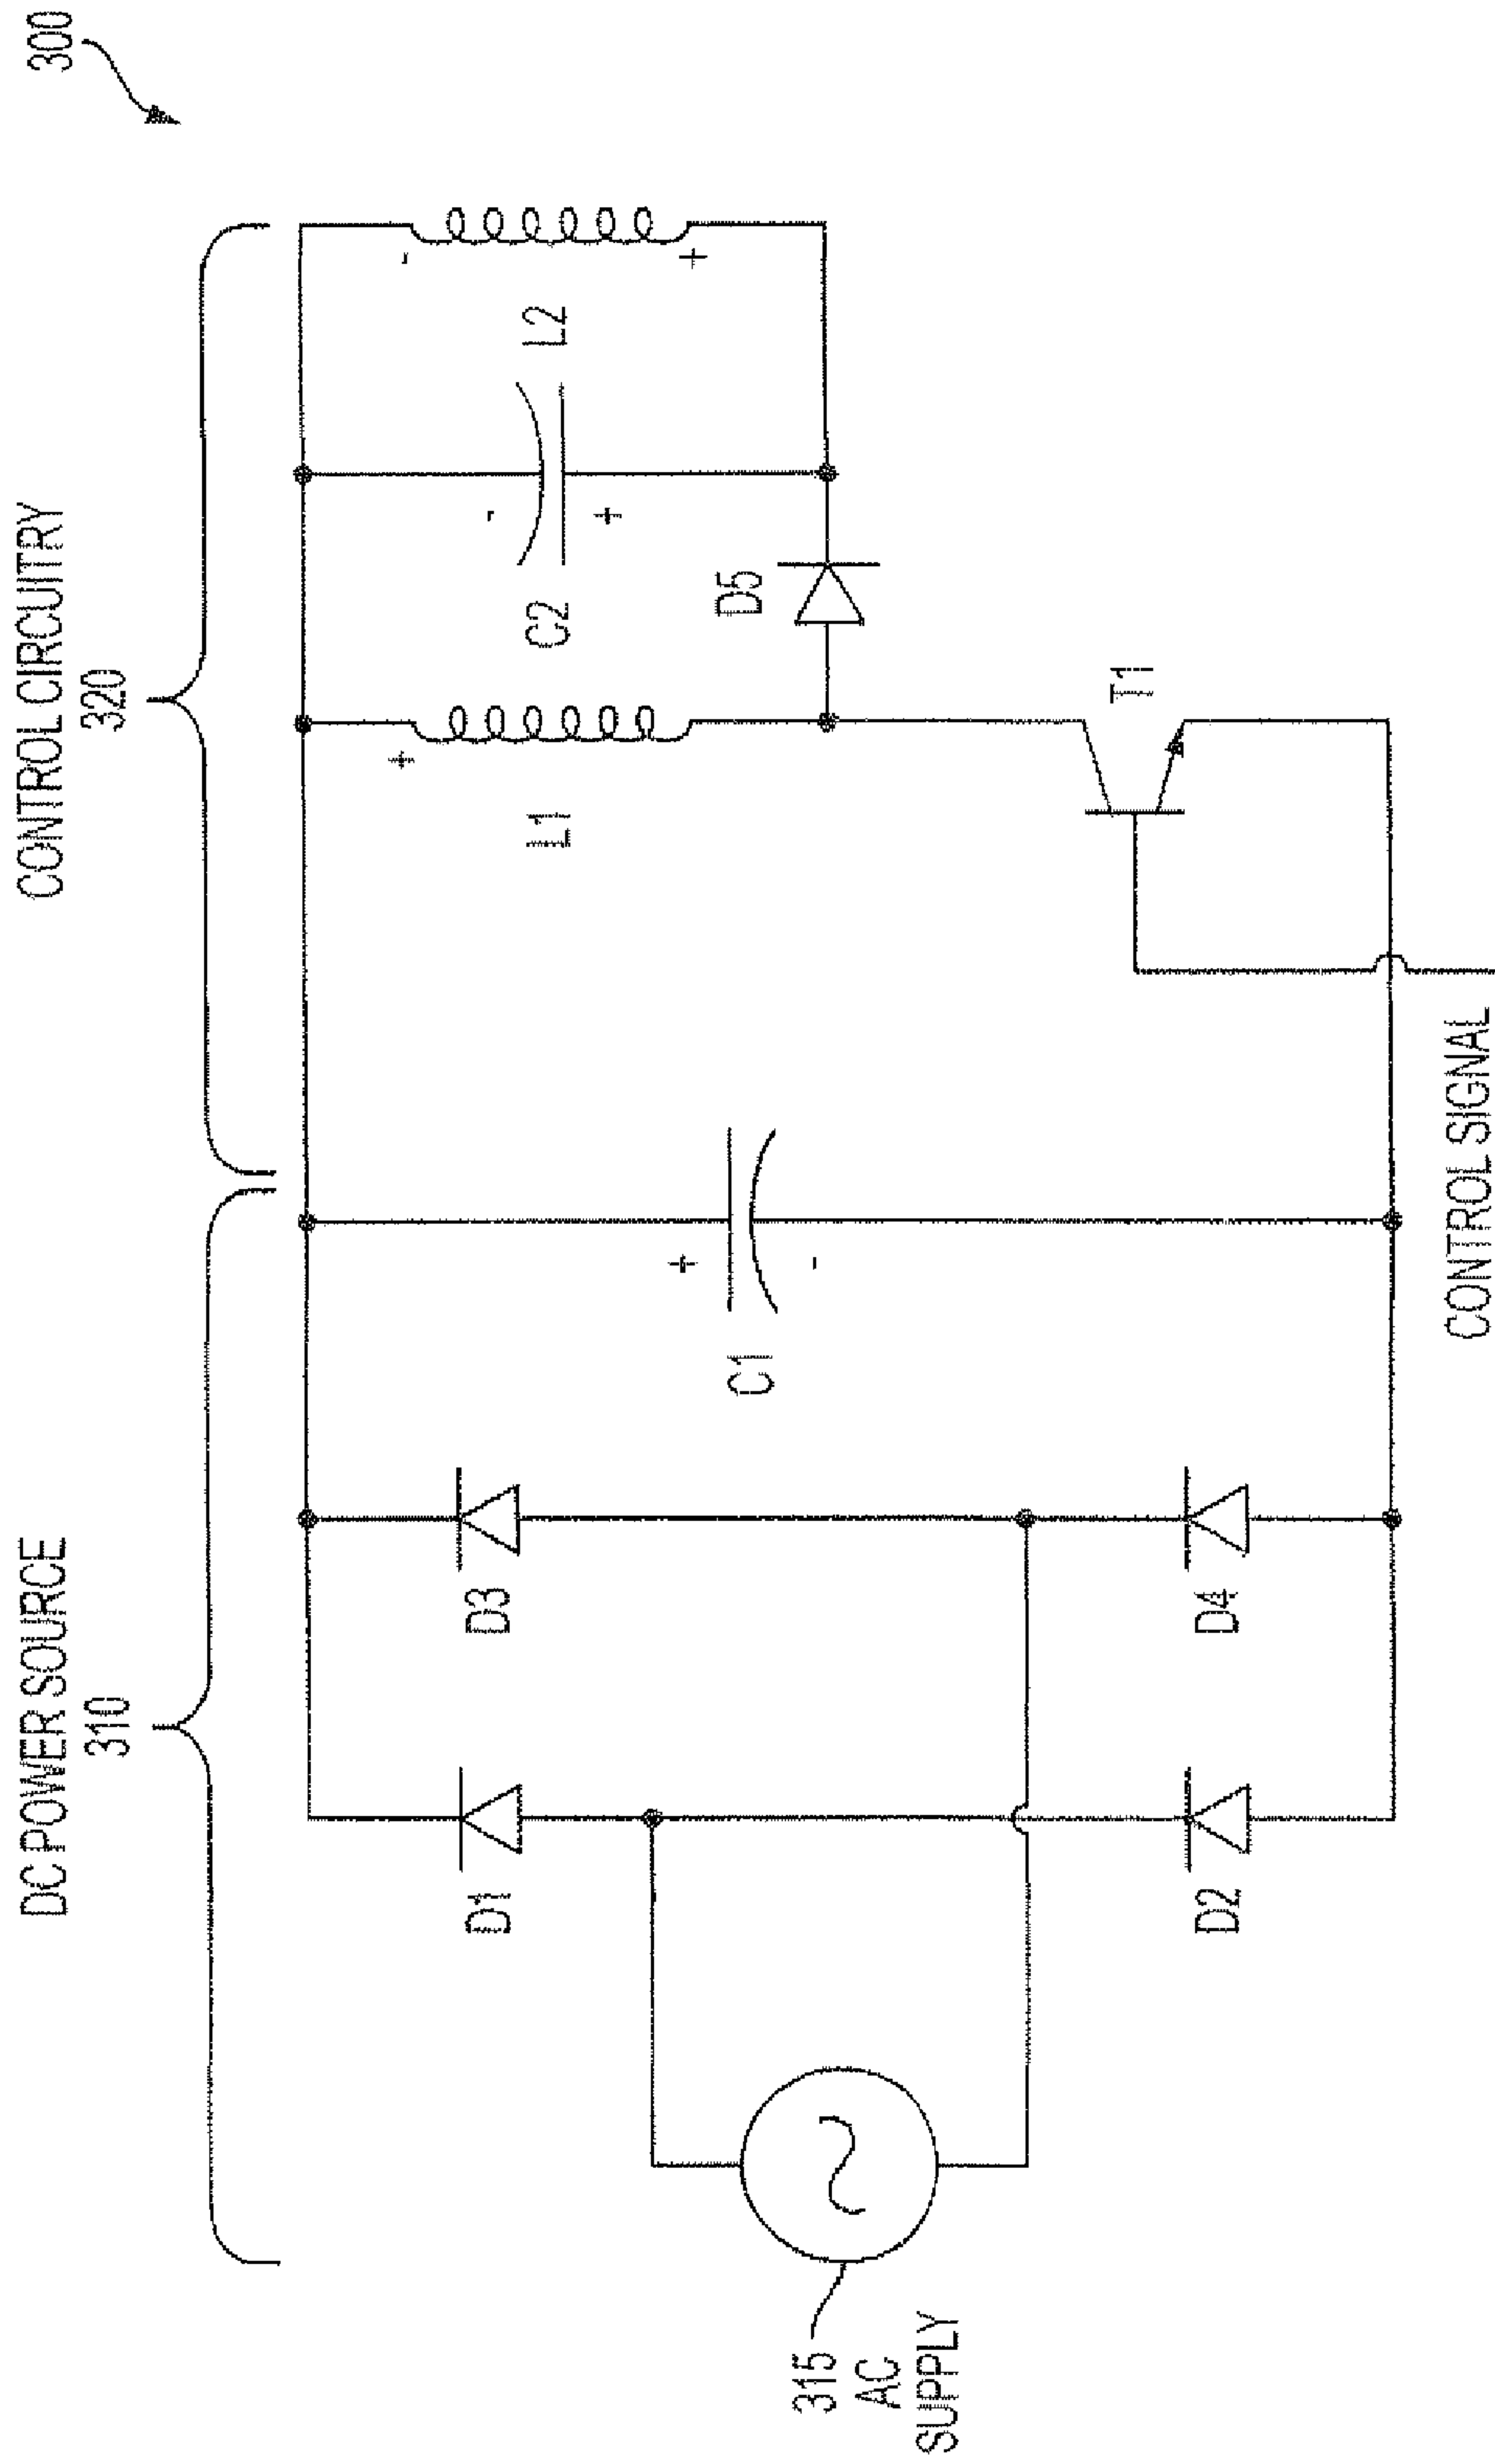 300
DC POWER SOURCE
310
CONTROL CIRCUITRY
320
315
AC
SUPPLY
D1
D3
D2
D4
C1
+
-
L1
+
C2
-
+
L2
-
+
D5
T1
CONTROL SIGNAL